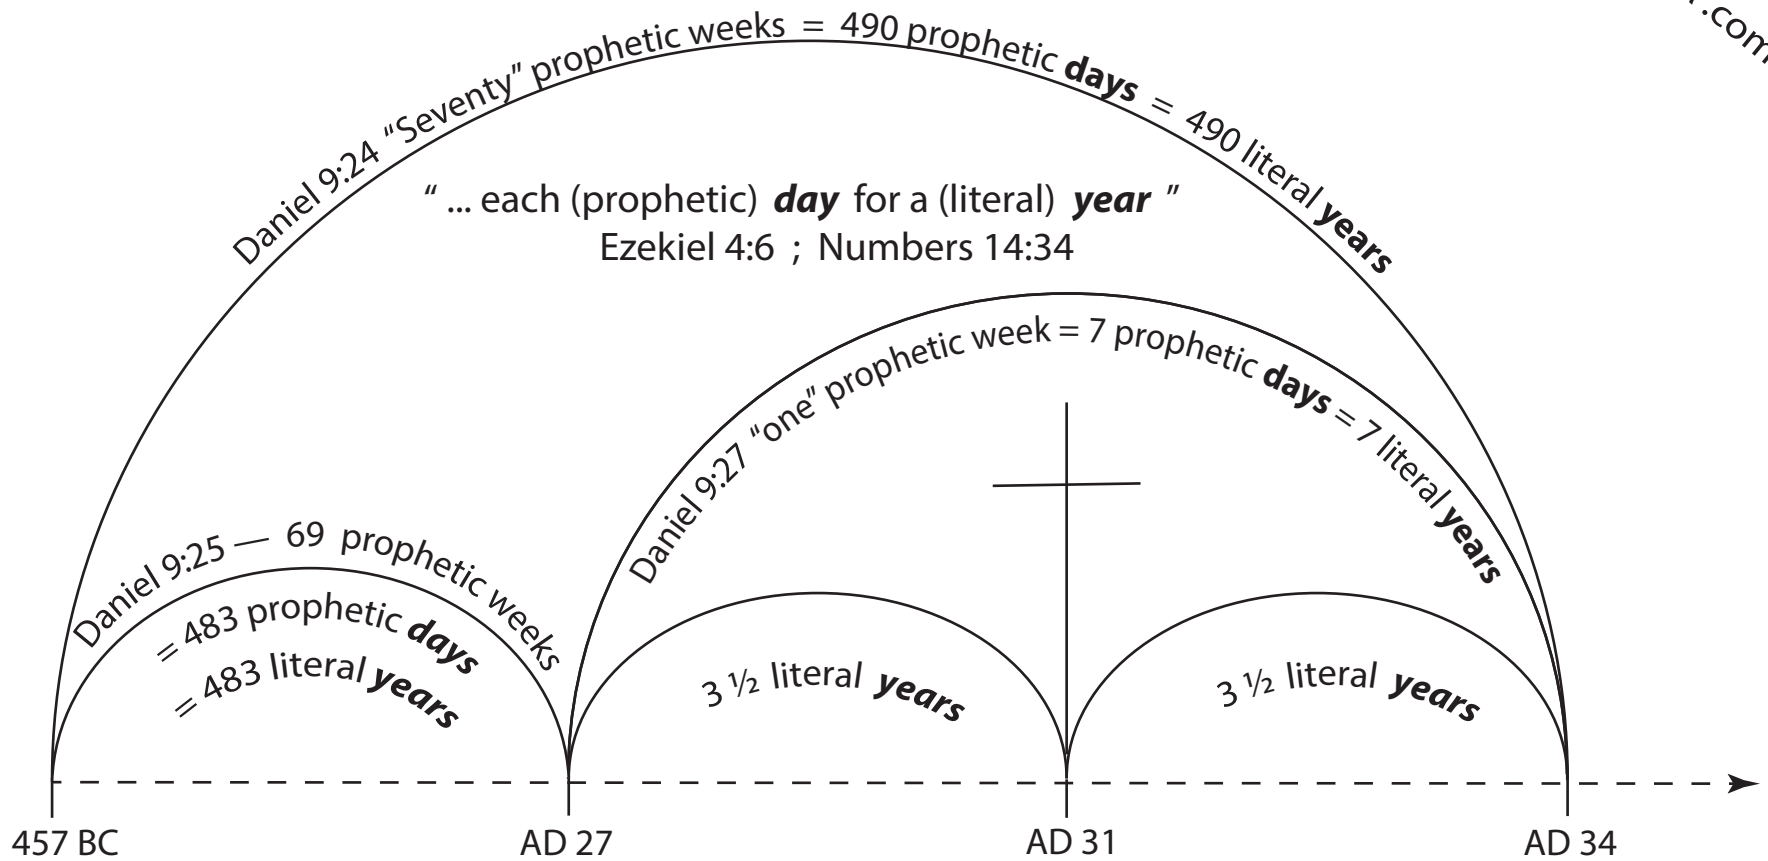 .com
Daniel 9:24 “Seventy” prophetic weeks = 490 prophetic days = 490 literal years
“ ... each (prophetic) day for a (literal) year ”
Ezekiel 4:6 ; Numbers 14:34
Daniel 9:27 “one” prophetic week = 7 prophetic days = 7 literal years
Daniel 9:25 — 69 prophetic weeks
= 483 prophetic days
= 483 literal years
3 ½ literal years
3 ½ literal years
457 BC
AD 27
AD 31
AD 34